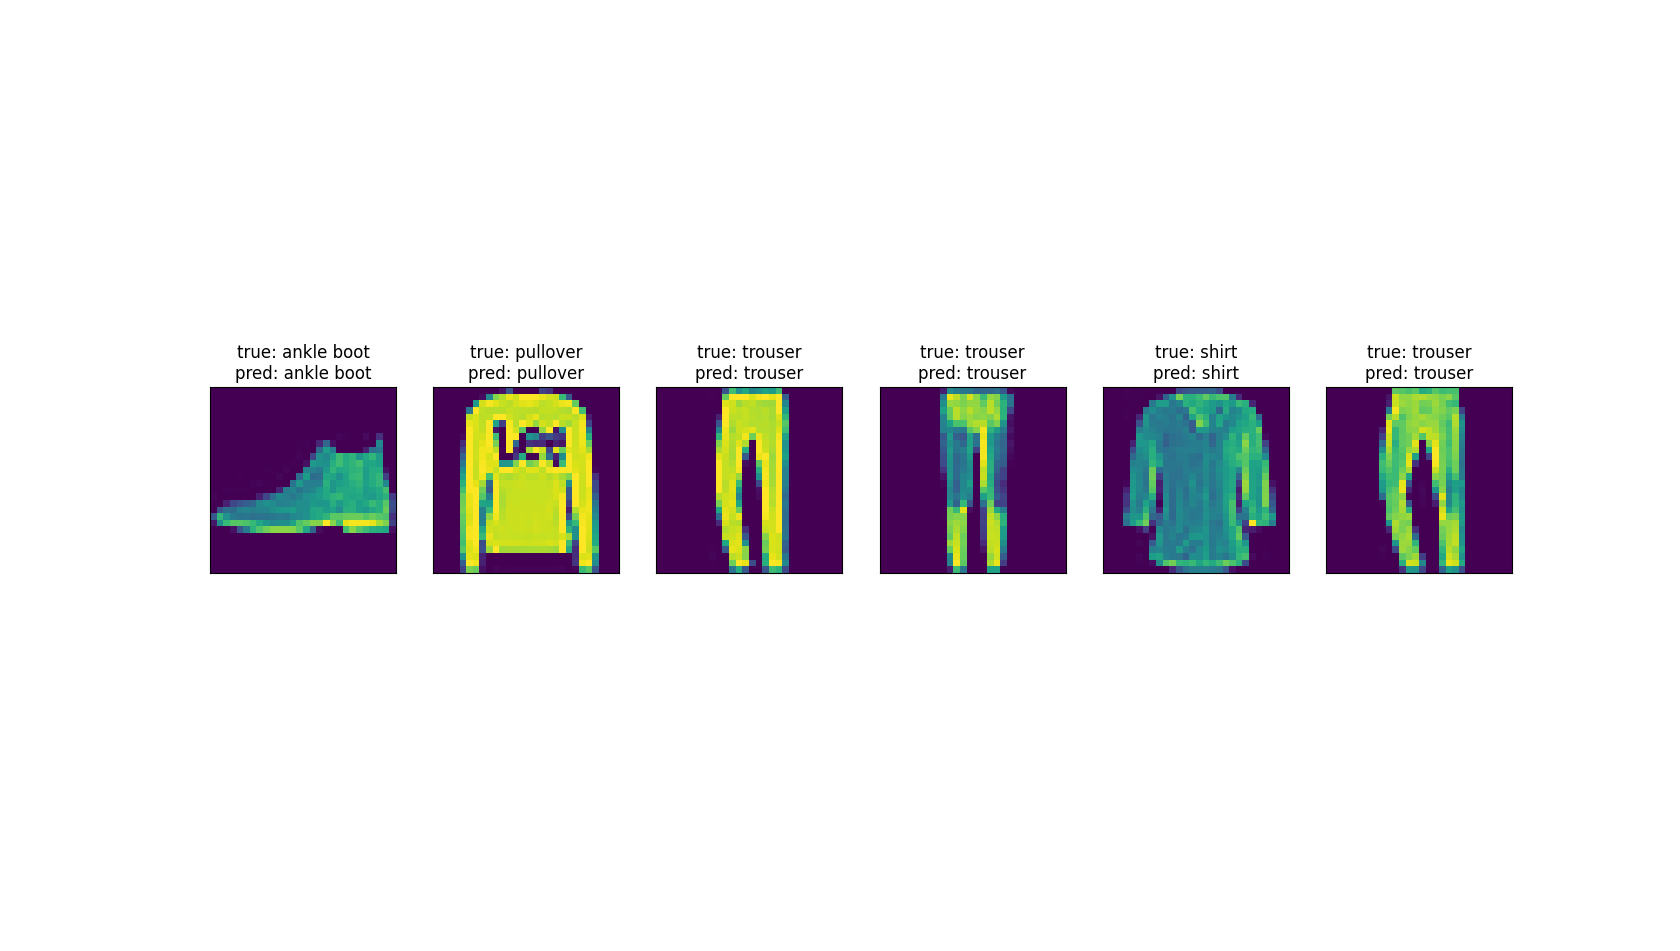 true: ankle boot
pred: ankle boot
true: pullover
pred: pullover
true: trouser
pred: trouser
true: trouser
pred: trouser
true: shirt
pred: shirt
true: trouser
pred: trouser